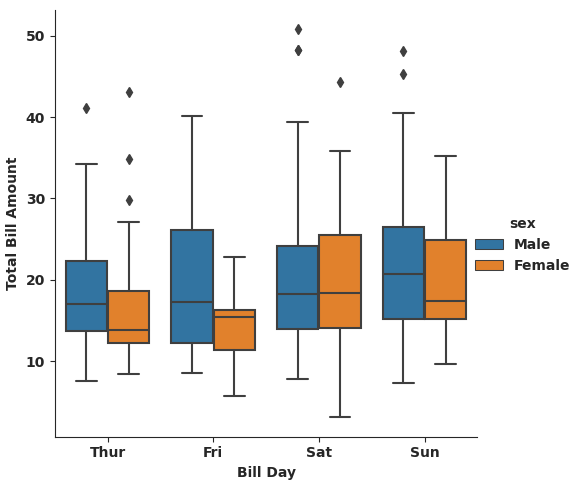 50
40
30
20
10
Total Bill Amount
Thur Fri Sat Sun
Bill Day
sex
Male
Female